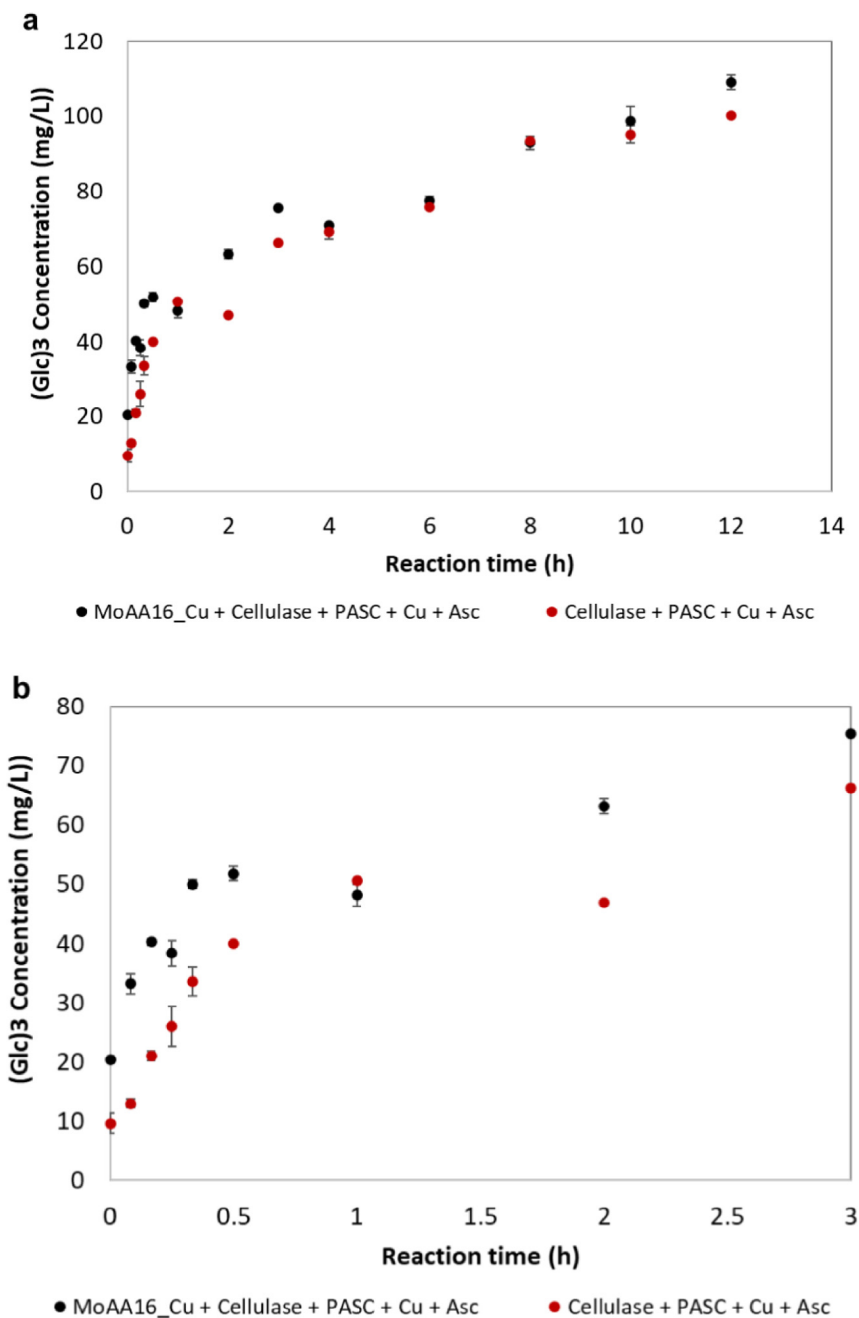 a
120
100
80
60
40
20
0
(Glc)3 Concentration (mg/L))
0 2 4 6 8 10 12 14
Reaction time (h)
MoAA16_Cu + Cellulase + PASC + Cu + Asc
Cellulase + PASC + Cu + Asc
b
80
70
60
50
40
30
20
10
0
(Glc)3 Concentration (mg/L))
0 0.5 1 1.5 2 2.5 3
Reaction time (h)
MoAA16_Cu + Cellulase + PASC + Cu + Asc
Cellulase + PASC + Cu + Asc